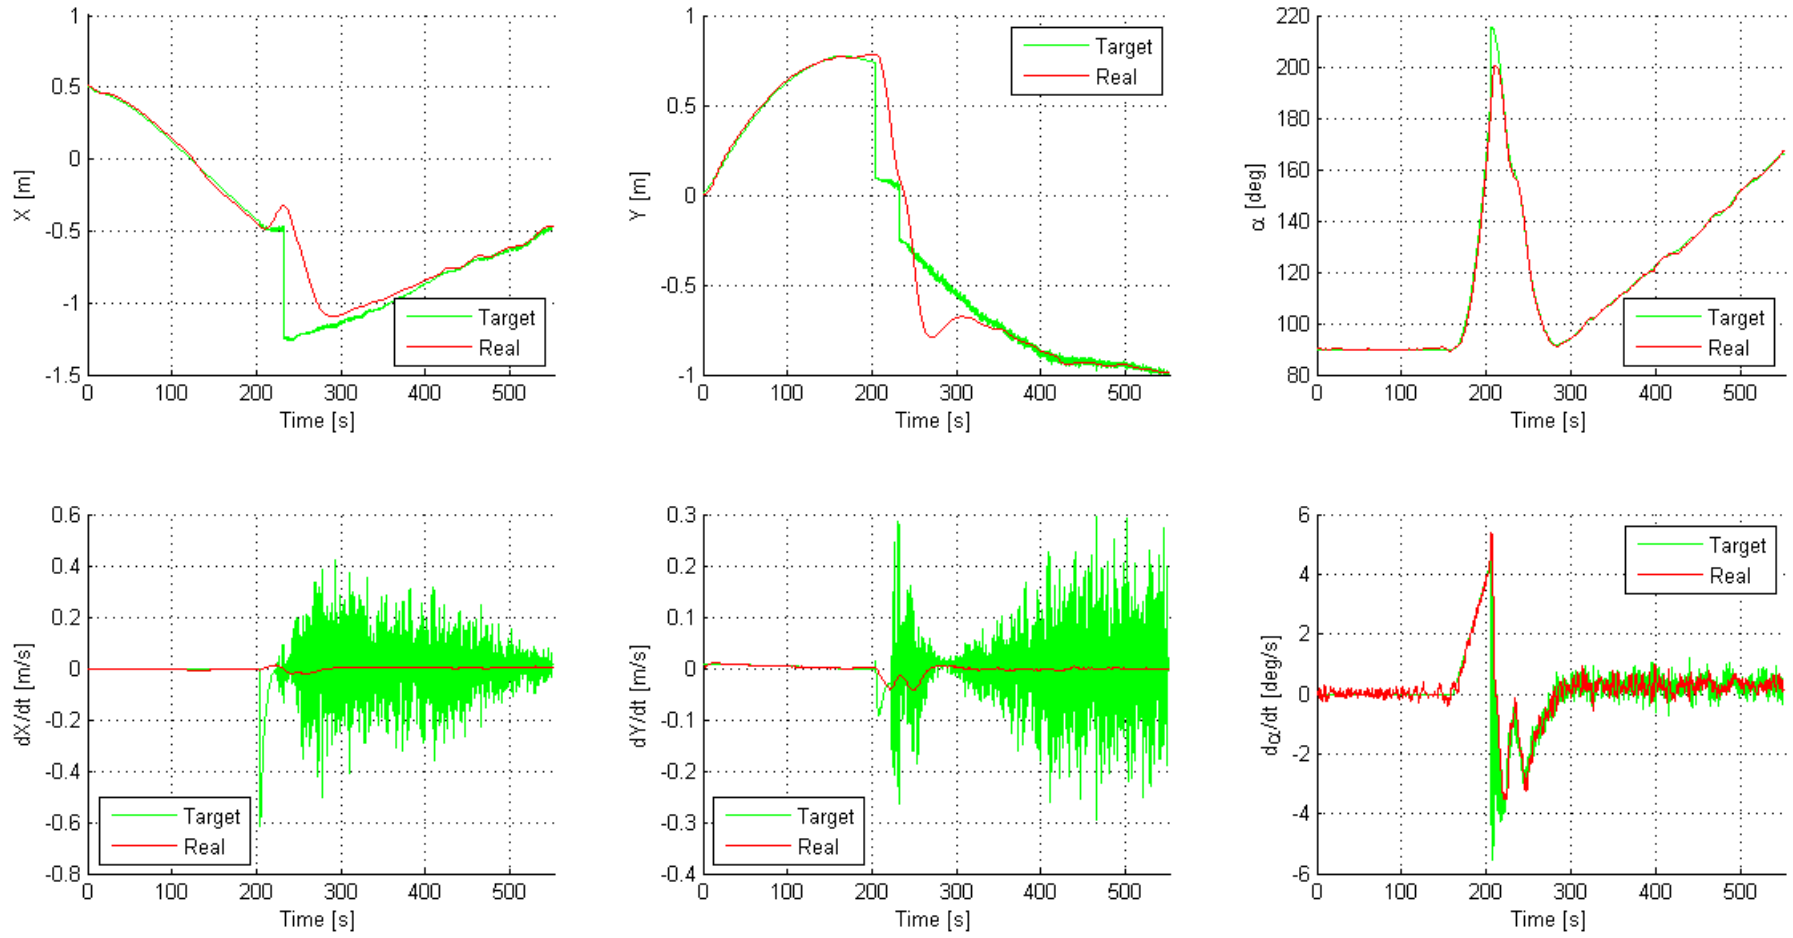 1
0.5
0
-0.5
-1
-1.5
X [m]
0 100 200 300 400 500
Time [s]
Target
Real
1
0.5
0
-0.5
-1
Y [m]
0 100 200 300 400 500
Time [s]
Target
Real
220
200
180
160
140
120
100
80
α [deg]
0 100 200 300 400 500
Time [s]
Target
Real
0.6
0.4
0.2
0
-0.2
-0.4
-0.6
-0.8
dX/dt [m/s]
0 100 200 300 400 500
Time [s]
Target
Real
0.3
0.2
0.1
0
-0.1
-0.2
-0.3
-0.4
dY/dt [m/s]
0 100 200 300 400 500
Time [s]
Target
Real
6
4
2
0
-2
-4
-6
dα/dt [deg/s]
0 100 200 300 400 500
Time [s]
Target
Real